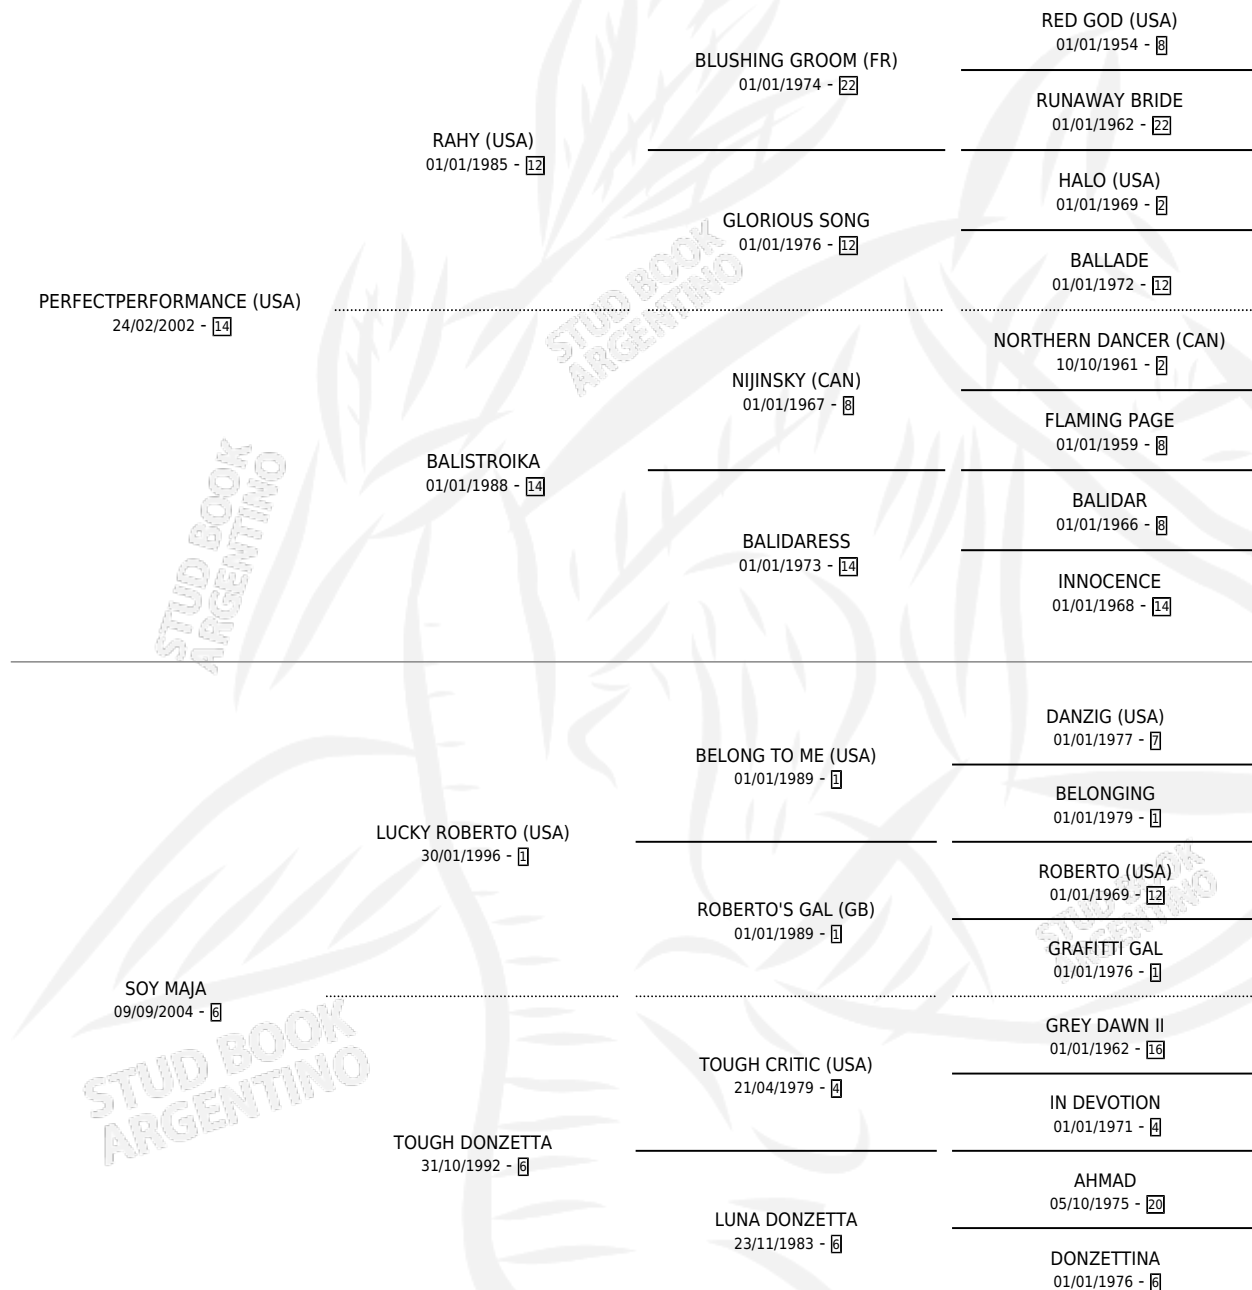 RED GOD (USA)
01/01/1954 - 8
BLUSHING GROOM (FR)
01/01/1974 - 22
RUNAWAY BRIDE
01/01/1962 - 22
RAHY (USA)
01/01/1985 - 12
HALO (USA)
01/01/1969 - 2
GLORIOUS SONG
01/01/1976 - 12
BALLADE
01/01/1972 - 12
PERFECTPERFORMANCE (USA)
24/02/2002 - 14
NORTHERN DANCER (CAN)
10/10/1961 - 2
NIJINSKY (CAN)
01/01/1967 - 8
FLAMING PAGE
01/01/1959 - 8
BALISTROIKA
01/01/1988 - 14
BALIDAR
01/01/1966 - 8
BALIDARESS
01/01/1973 - 14
INNOCENCE
01/01/1968 - 14
DANZIG (USA)
01/01/1977 - 7
BELONG TO ME (USA)
01/01/1989 - 1
BELONGING
01/01/1979 - 1
LUCKY ROBERTO (USA)
30/01/1996 - 1
ROBERTO (USA)
01/01/1969 - 12
ROBERTO'S GAL (GB)
01/01/1989 - 1
GRAFITTI GAL
01/01/1976 - 1
SOY MAJA
09/09/2004 - 6
GREY DAWN II
01/01/1962 - 16
TOUGH CRITIC (USA)
21/04/1979 - 4
IN DEVOTION
01/01/1971 - 4
TOUGH DONZETTA
31/10/1992 - 6
AHMAD
05/10/1975 - 20
LUNA DONZETTA
23/11/1983 - 6
DONZETTINA
01/01/1976 - 6
STUD BOOK
ARGENTINO
STUD BOOK
ARGENTINO
STUD BOOK
ARGENTINO
STUD BOOK
ARGENTINO